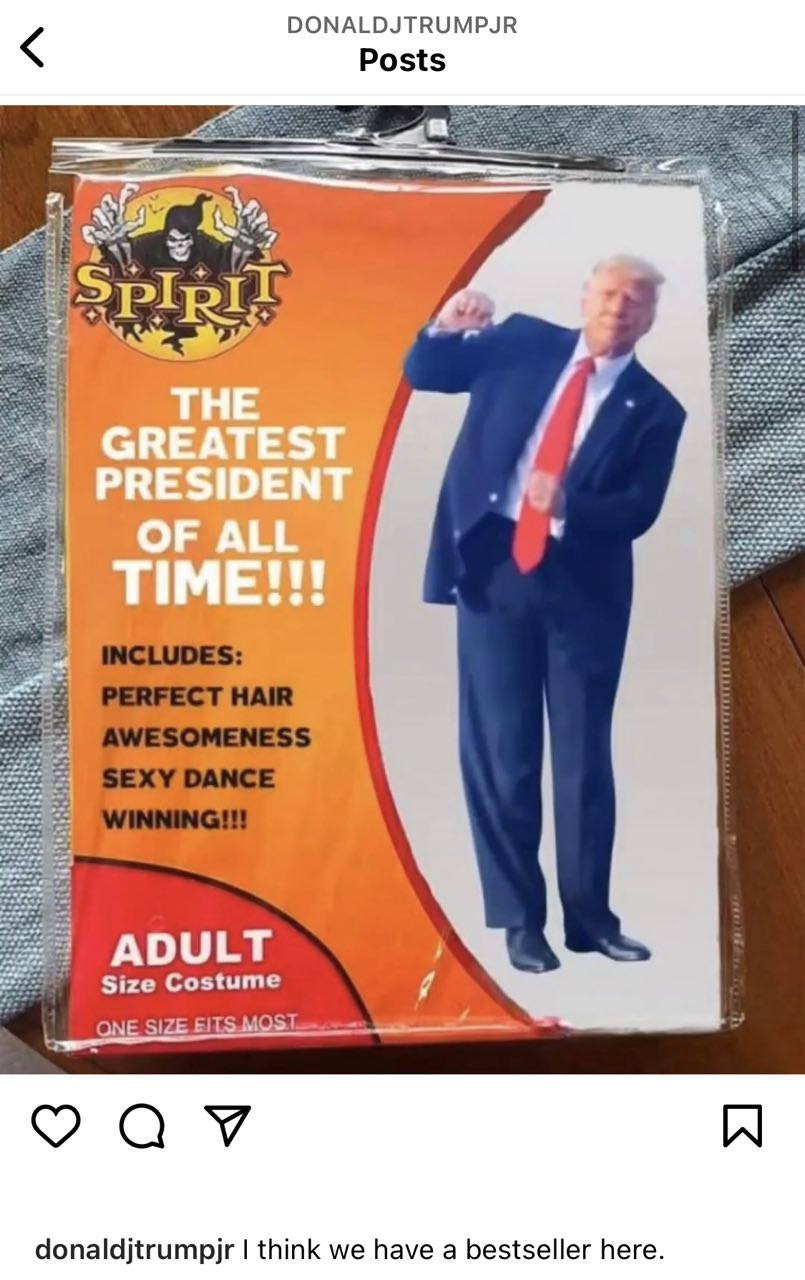 DONALDJTRUMPJR
Posts
SPIRIT
THE
GREATEST
PRESIDENT
OF ALL
TIME!!!
INCLUDES:
PERFECT HAIR
AWESOMENESS
SEXY DANCE
WINNING!!!
ADULT
Size Costume
ONE SIZE FITS MOST
donaldjtrumpjr I think we have a bestseller here.